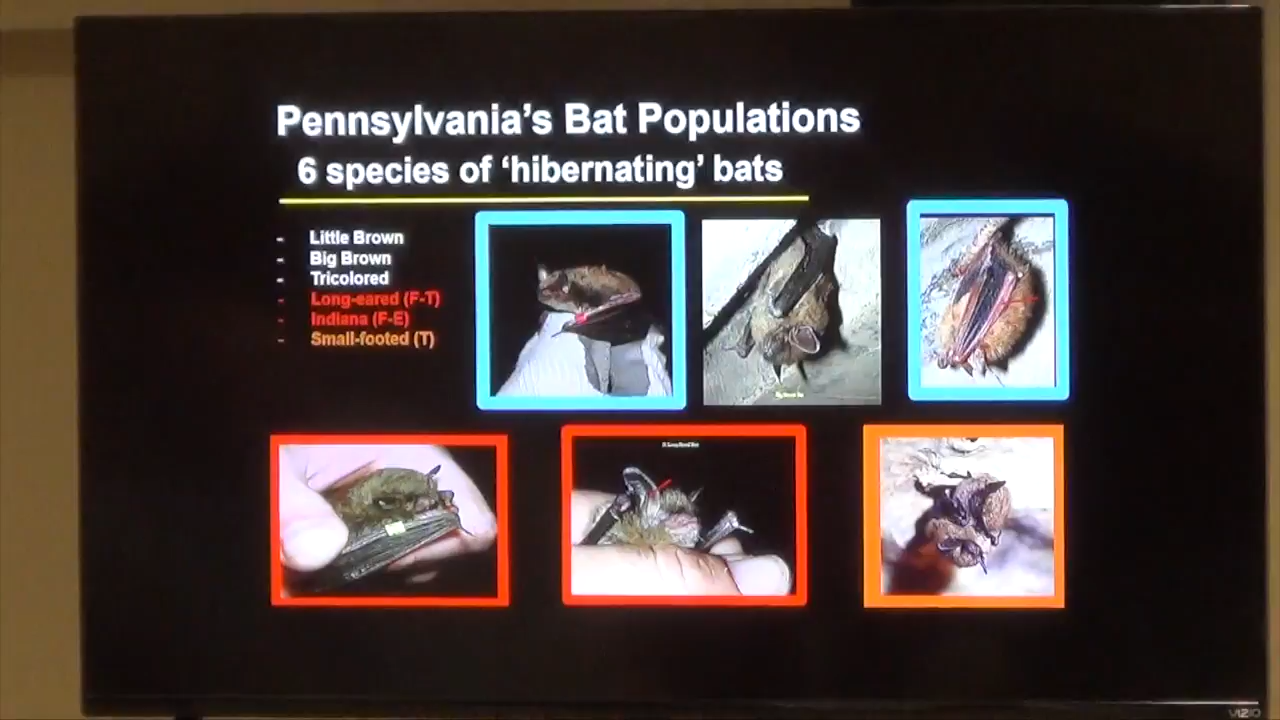 Pennsylvania's Bat Populations
6 species of 'hibernating' bats
- Little Brown
- Big Brown
- Tricolored
- Long-eared (F-T)
- Indiana (F-E)
- Small-footed (T)
VIZIO